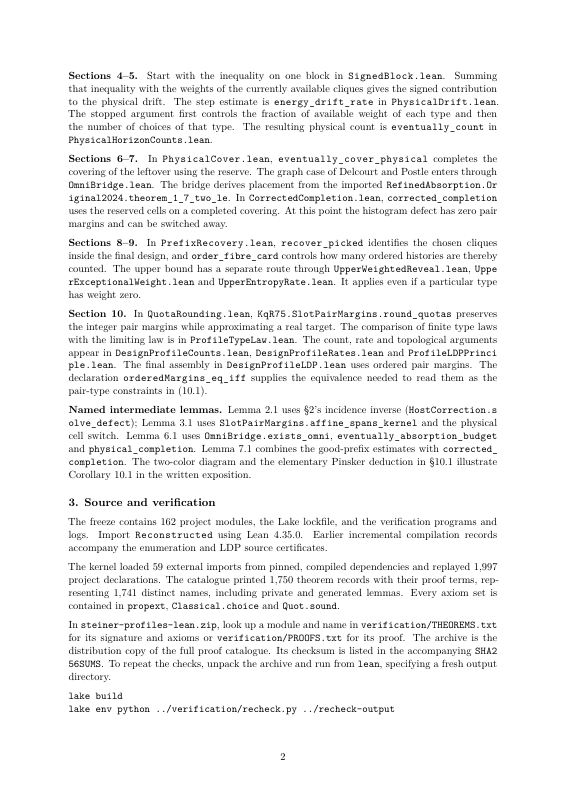 Sections 4–5. Start with the inequality on one block in SignedBlock.lean. Summing
that inequality with the weights of the currently available cliques gives the signed contribution
to the physical drift. The step estimate is energy_drift_rate in PhysicalDrift.lean.
The stopped argument first controls the fraction of available weight of each type and then
the number of choices of that type. The resulting physical count is eventually_count in
PhysicalHorizonCounts.lean.
Sections 6–7. In PhysicalCover.lean, eventually_cover_physical completes the
covering of the leftover using the reserve. The graph case of Delcourt and Postle enters through
OmniBridge.lean. The bridge derives placement from the imported RefinedAbsorption.Or
iginal2024.theorem_1_7_two_le. In CorrectedCompletion.lean, corrected_completion
uses the reserved cells on a completed covering. At this point the histogram defect has zero pair
margins and can be switched away.
Sections 8–9. In PrefixRecovery.lean, recover_picked identifies the chosen cliques
inside the final design, and order_fibre_card controls how many ordered histories are thereby
counted. The upper bound has a separate route through UpperWeightedReveal.lean, Uppe
rExceptionalWeight.lean and UpperEntropyRate.lean. It applies even if a particular type
has weight zero.
Section 10. In QuotaRounding.lean, KqR75.SlotPairMargins.round_quotas preserves
the integer pair margins while approximating a real target. The comparison of finite type laws
with the limiting law is in ProfileTypeLaw.lean. The count, rate and topological arguments
appear in DesignProfileCounts.lean, DesignProfileRates.lean and ProfileLDPPrinci
ple.lean. The final assembly in DesignProfileLDP.lean uses ordered pair margins. The
declaration orderedMargins_eq_iff supplies the equivalence needed to read them as the
pair-type constraints in (10.1).
Named intermediate lemmas. Lemma 2.1 uses §2's incidence inverse (HostCorrection.s
olve_defect); Lemma 3.1 uses SlotPairMargins.affine_spans_kernel and the physical
cell switch. Lemma 6.1 uses OmniBridge.exists_omni, eventually_absorption_budget
and physical_completion. Lemma 7.1 combines the good-prefix estimates with corrected_
completion. The two-color diagram and the elementary Pinsker deduction in §10.1 illustrate
Corollary 10.1 in the written exposition.
3. Source and verification
The freeze contains 162 project modules, the Lake lockfile, and the verification programs and
logs. Import Reconstructed using Lean 4.35.0. Earlier incremental compilation records
accompany the enumeration and LDP source certificates.
The kernel loaded 59 external imports from pinned, compiled dependencies and replayed 1,997
project declarations. The catalogue printed 1,750 theorem records with their proof terms, rep-
resenting 1,741 distinct names, including private and generated lemmas. Every axiom set is
contained in propext, Classical.choice and Quot.sound.
In steiner-profiles-lean.zip, look up a module and name in verification/THEOREMS.txt
for its signature and axioms or verification/PROOFS.txt for its proof. The archive is the
distribution copy of the full proof catalogue. Its checksum is listed in the accompanying SHA2
56SUMS. To repeat the checks, unpack the archive and run from lean, specifying a fresh output
directory.
lake build
lake env python ../verification/recheck.py ../recheck-output
2